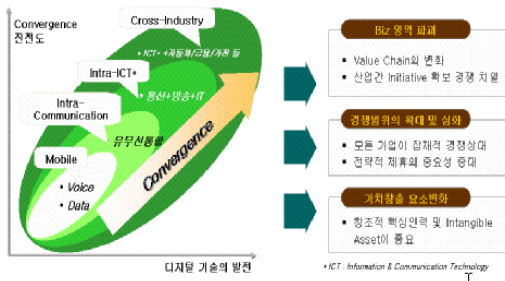 Convergence
진전도
Cross-Industry
• ICT* +자동차/금융/가전 등
Intra-ICT*
• 통신+방송+IT
Intra-
Communication
유무선통합
Mobile
• Voice
• Data
Convergence
디지탈 기술의 발전
Biz 영역 파괴
▪ Value Chain의 변화
▪ 산업간 Initiative 확보 경쟁 치열
경쟁범위의 확대 및 심화
▪ 모든 기업이 잠재적 경쟁상대
▪ 전략적 제휴의 중요성 증대
가치창출 요소변화
▪ 창조적 핵심인력 및 Intangible
Asset이 중요
* ICT : Information & Communication Technology